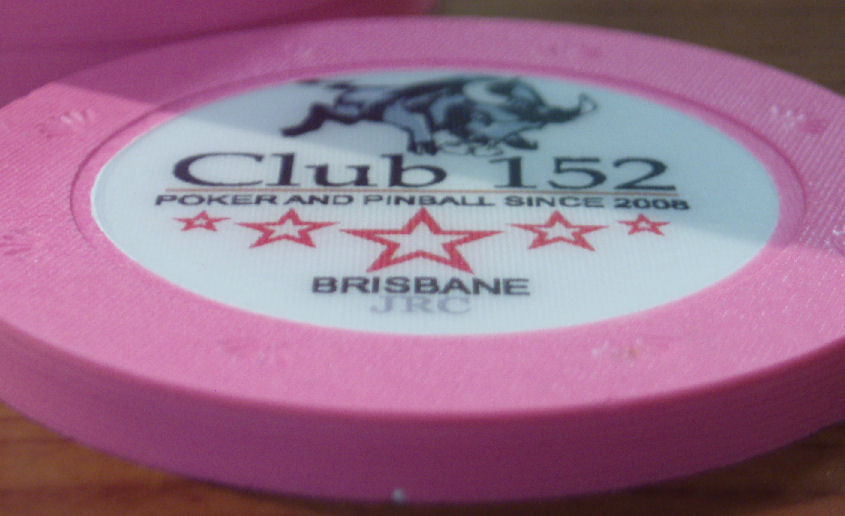 Club 152
POKER AND PINBALL SINCE 2008
BRISBANE
JRC